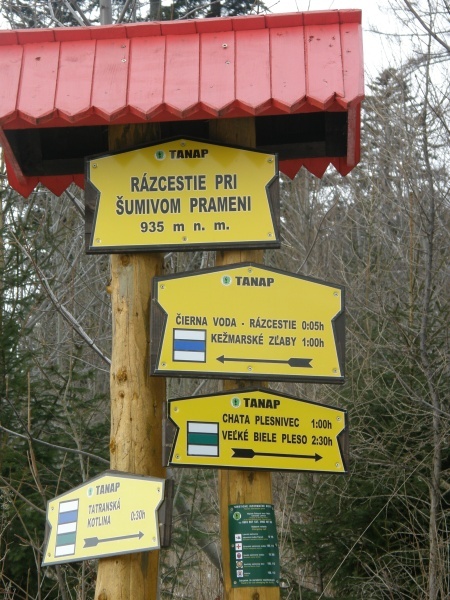 TANAP
RÁZCESTIE PRI
ŠUMIVOM PRAMENI
935 m n. m.
TANAP
ČIERNA VODA - RÁZCESTIE 0:05h
KEŽMARSKÉ ŽĽABY 1:00h
TANAP
CHATA PLESNIVEC 1:00h
VEĽKÉ BIELE PLESO 2:30h
TANAP
TATRANSKÁ
KOTLINA 0:30h